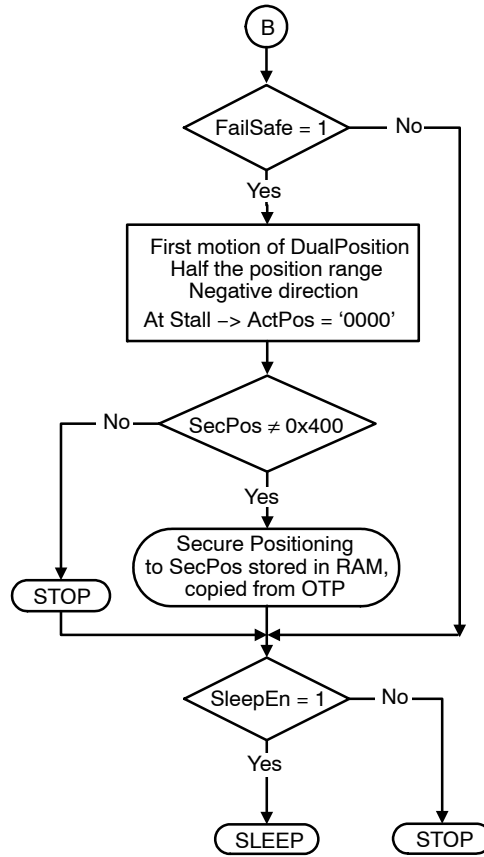 B
FailSafe = 1
No
Yes
First motion of DualPosition
Half the position range
Negative direction
At Stall −> ActPos = ‘0000’
No
SecPos ≠ 0x400
Yes
Secure Positioning
to SecPos stored in RAM,
copied from OTP
STOP
SleepEn = 1
No
Yes
SLEEP
STOP